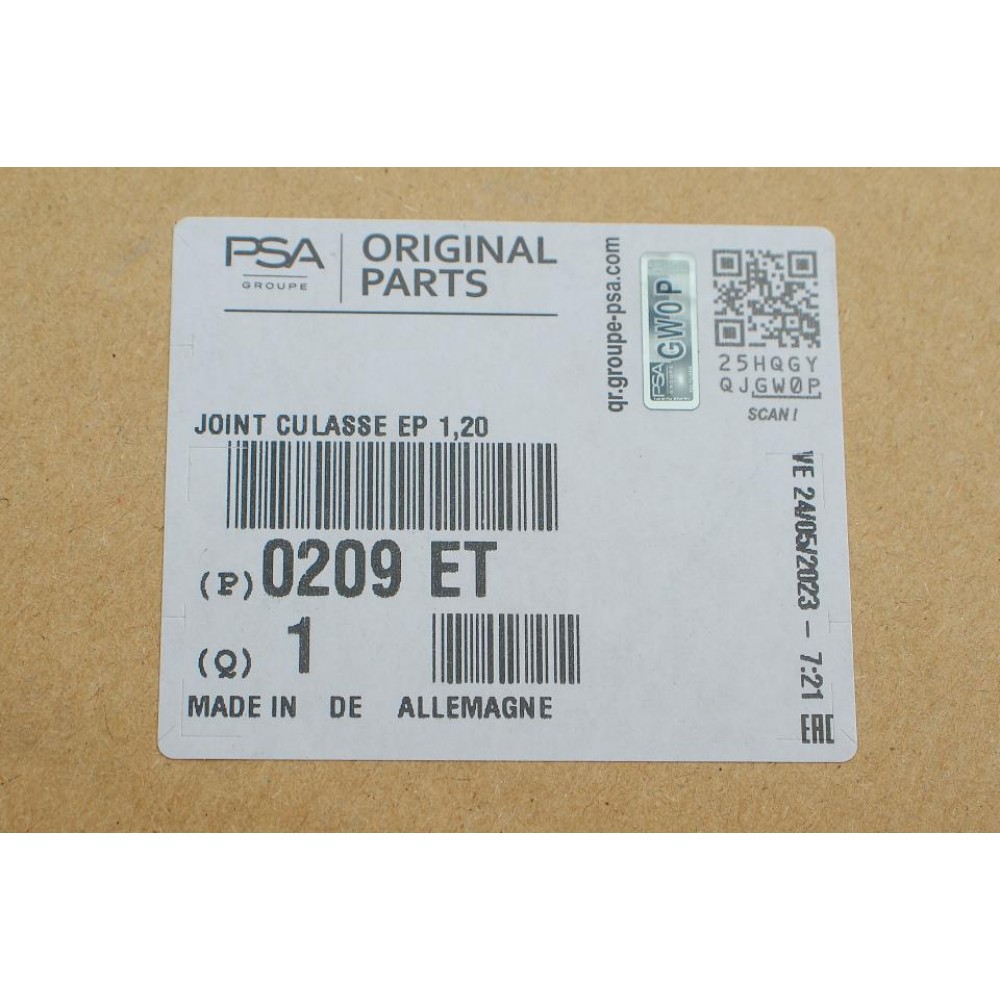 PSA
GROUPE
ORIGINAL
PARTS
qr.groupe-psa.com
PSA
GW0P
25HQGY
QJGW0P
SCAN!
JOINT CULASSE EP 1,20
(P) 0209 ET
(Q) 1
MADE IN DE ALLEMAGNE
VE 24/05/2023 - 7:21
EAC